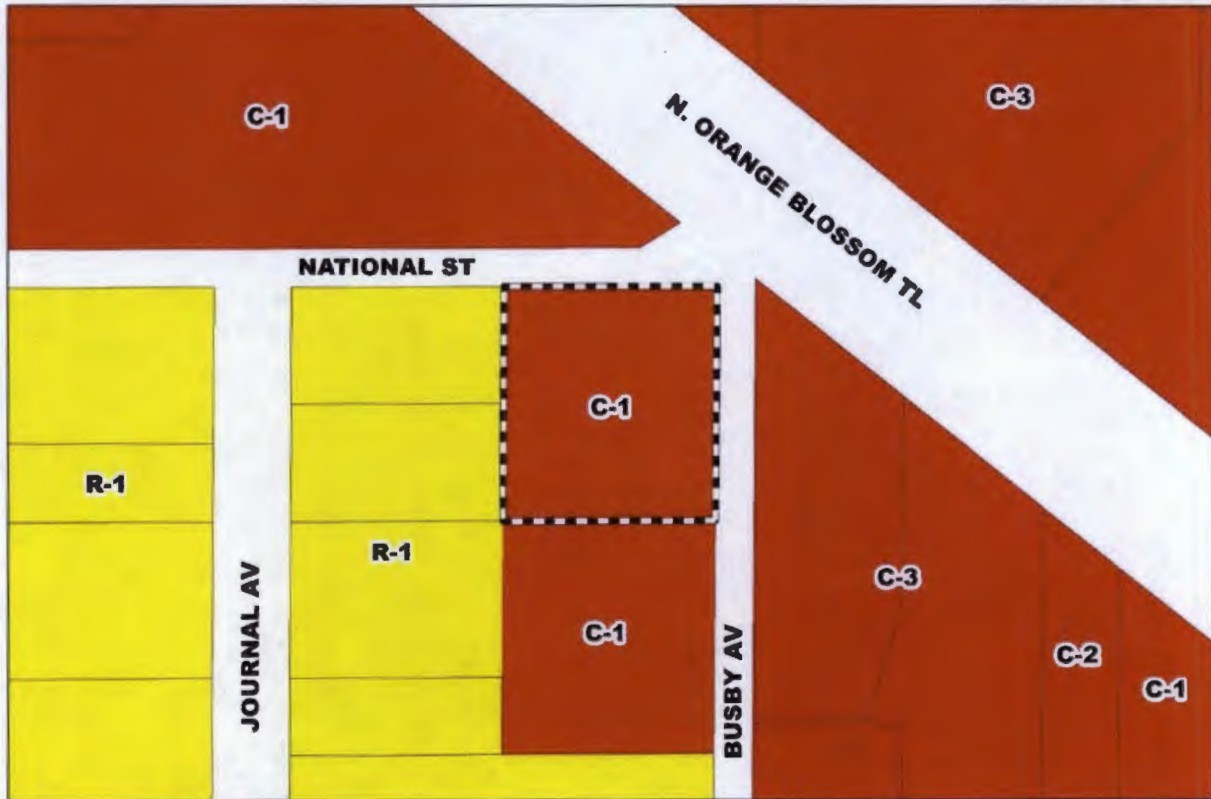 C-1
C-3
N. ORANGE BLOSSOM TL
NATIONAL ST
C-1
R-1
R-1
C-3
JOURNAL AV
C-1
BUSBY AV
C-2
C-1